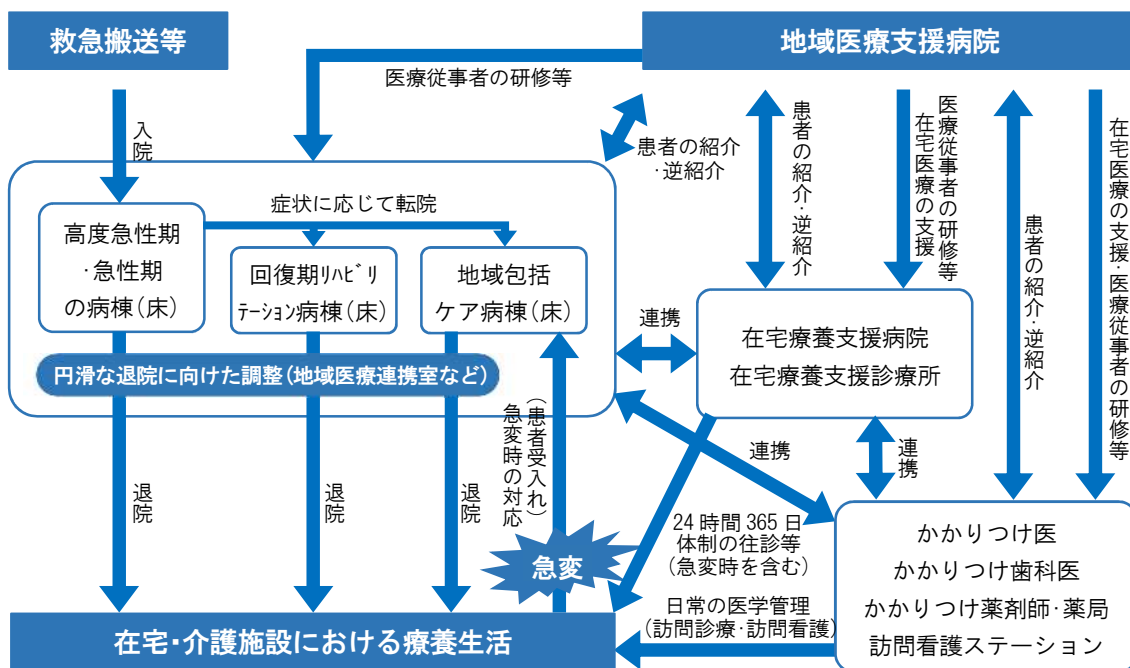 救急搬送等
地域医療支援病院
医療従事者の研修等
入院
患者の紹介
・逆紹介
患者の紹介・逆紹介
医療従事者の研修等
在宅医療の支援
患者の紹介・逆紹介
在宅医療の支援・医療従事者の研修等
症状に応じて転院
高度急性期
・急性期
の病棟(床)
回復期ﾘﾊﾋﾞﾘ
ﾃｰｼｮﾝ病棟(床)
地域包括
ケア病棟(床)
円滑な退院に向けた調整(地域医療連携室など)
連携
在宅療養支援病院
在宅療養支援診療所
退院
退院
退院
急変時の対応
(患者受入れ)
連携
連携
急変
24時間365日
体制の往診等
(急変時を含む)
日常の医学管理
(訪問診療・訪問看護)
かかりつけ医
かかりつけ歯科医
かかりつけ薬剤師・薬局
訪問看護ステーション
在宅・介護施設における療養生活